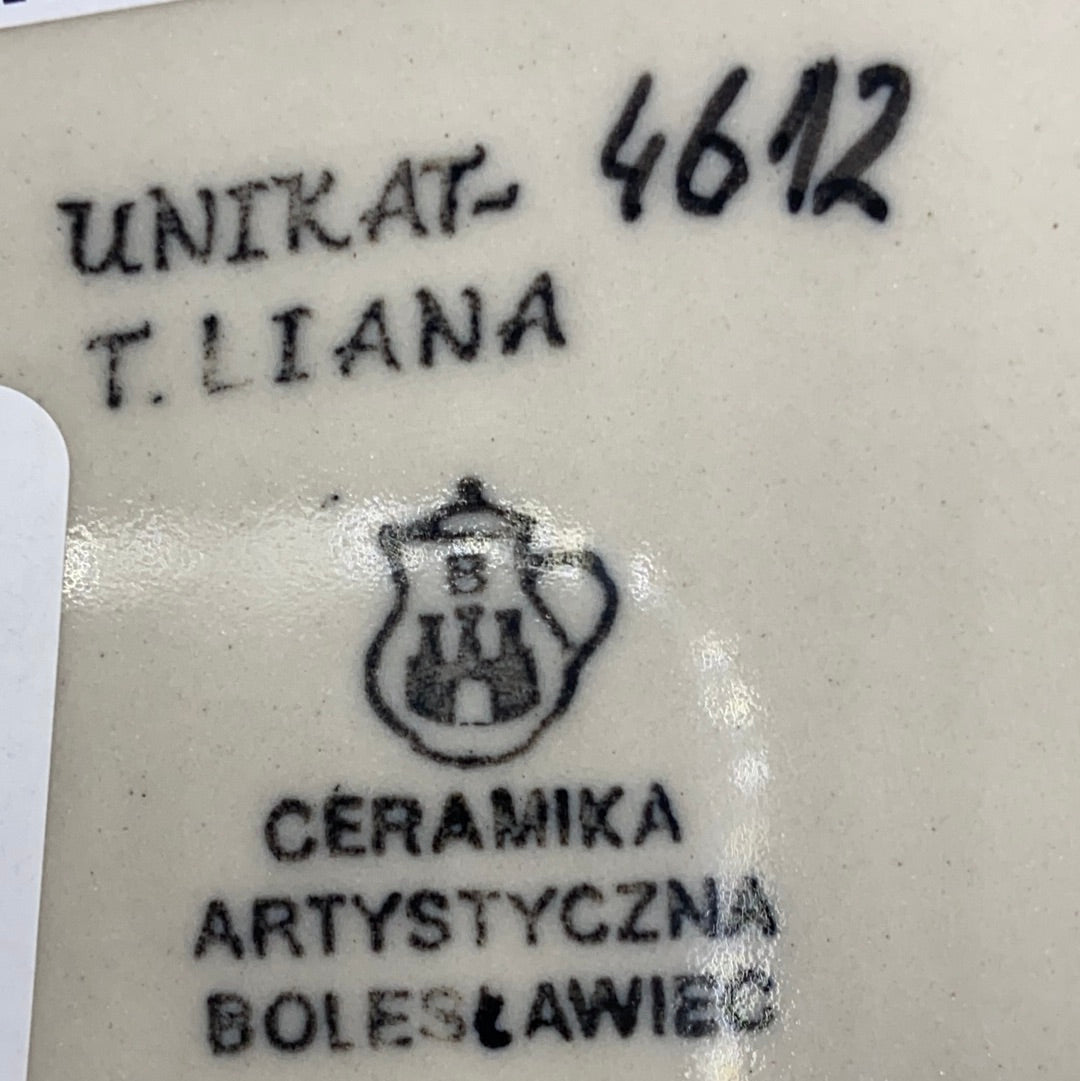 UNIKAT- 4612
T. LIANA
B
CERAMIKA
ARTYSTYCZNA
BOLESŁAWIEC